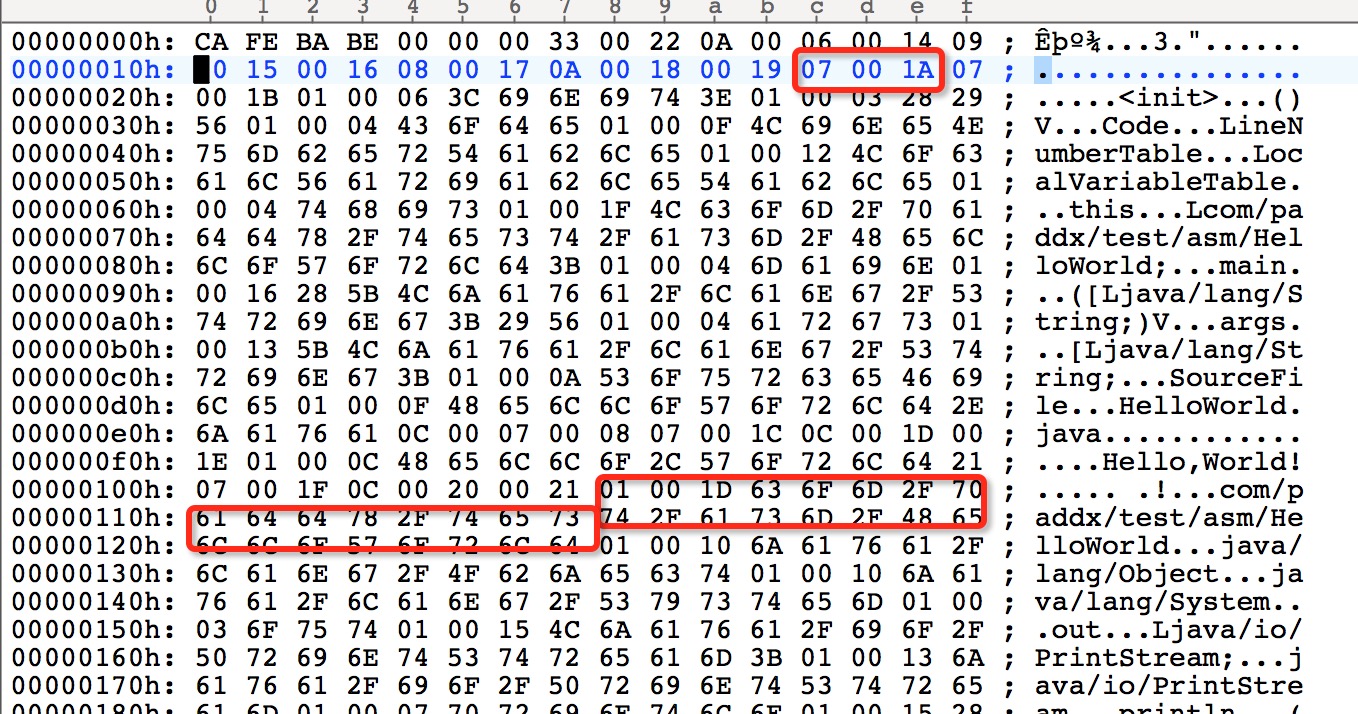 0 1 2 3 4 5 6 7 8 9 a b c d e f
00000000h: CA FE BA BE 00 00 00 33 00 22 0A 00 06 00 14 09 ; Êþº¾...3."......
00000010h: 0 15 00 16 08 00 17 0A 00 18 00 19 07 00 1A 07 ; ................
00000020h: 00 1B 01 00 06 3C 69 6E 69 74 3E 01 00 03 28 29 ; .....<init>...()
00000030h: 56 01 00 04 43 6F 64 65 01 00 0F 4C 69 6E 65 4E ; V...Code...LineN
00000040h: 75 6D 62 65 72 54 61 62 6C 65 01 00 12 4C 6F 63 ; umberTable...Loc
00000050h: 61 6C 56 61 72 69 61 62 6C 65 54 61 62 6C 65 01 ; alVariableTable.
00000060h: 00 04 74 68 69 73 01 00 1F 4C 63 6F 6D 2F 70 61 ; ..this...Lcom/pa
00000070h: 64 64 78 2F 74 65 73 74 2F 61 73 6D 2F 48 65 6C ; ddx/test/asm/Hel
00000080h: 6C 6F 57 6F 72 6C 64 3B 01 00 04 6D 61 69 6E 01 ; loWorld;...main.
00000090h: 00 16 28 5B 4C 6A 61 76 61 2F 6C 61 6E 67 2F 53 ; ..([Ljava/lang/S
000000a0h: 74 72 69 6E 67 3B 29 56 01 00 04 61 72 67 73 01 ; tring;)V...args.
000000b0h: 00 13 5B 4C 6A 61 76 61 2F 6C 61 6E 67 2F 53 74 ; ..[Ljava/lang/St
000000c0h: 72 69 6E 67 3B 01 00 0A 53 6F 75 72 63 65 46 69 ; ring;...SourceFi
000000d0h: 6C 65 01 00 0F 48 65 6C 6C 6F 57 6F 72 6C 64 2E ; le...HelloWorld.
000000e0h: 6A 61 76 61 0C 00 07 00 08 07 00 1C 0C 00 1D 00 ; java............
000000f0h: 1E 01 00 0C 48 65 6C 6C 6F 2C 57 6F 72 6C 64 21 ; ....Hello,World!
00000100h: 07 00 1F 0C 00 20 00 21 01 00 1D 63 6F 6D 2F 70 ; ..... .!...com/p
00000110h: 61 64 64 78 2F 74 65 73 74 2F 61 73 6D 2F 48 65 ; addx/test/asm/He
00000120h: 6C 6C 6F 57 6F 72 6C 64 01 00 10 6A 61 76 61 2F ; lloWorld...java/
00000130h: 6C 61 6E 67 2F 4F 62 6A 65 63 74 01 00 10 6A 61 ; lang/Object...ja
00000140h: 76 61 2F 6C 61 6E 67 2F 53 79 73 74 65 6D 01 00 ; va/lang/System..
00000150h: 03 6F 75 74 01 00 15 4C 6A 61 76 61 2F 69 6F 2F ; .out...Ljava/io/
00000160h: 50 72 69 6E 74 53 74 72 65 61 6D 3B 01 00 13 6A ; PrintStream;...j
00000170h: 61 76 61 2F 69 6F 2F 50 72 69 6E 74 53 74 72 65 ; ava/io/PrintStre
00000180h: 61 6D 01 00 07 70 72 69 6E 74 6C 6E 01 00 15 28 ; am...println...(